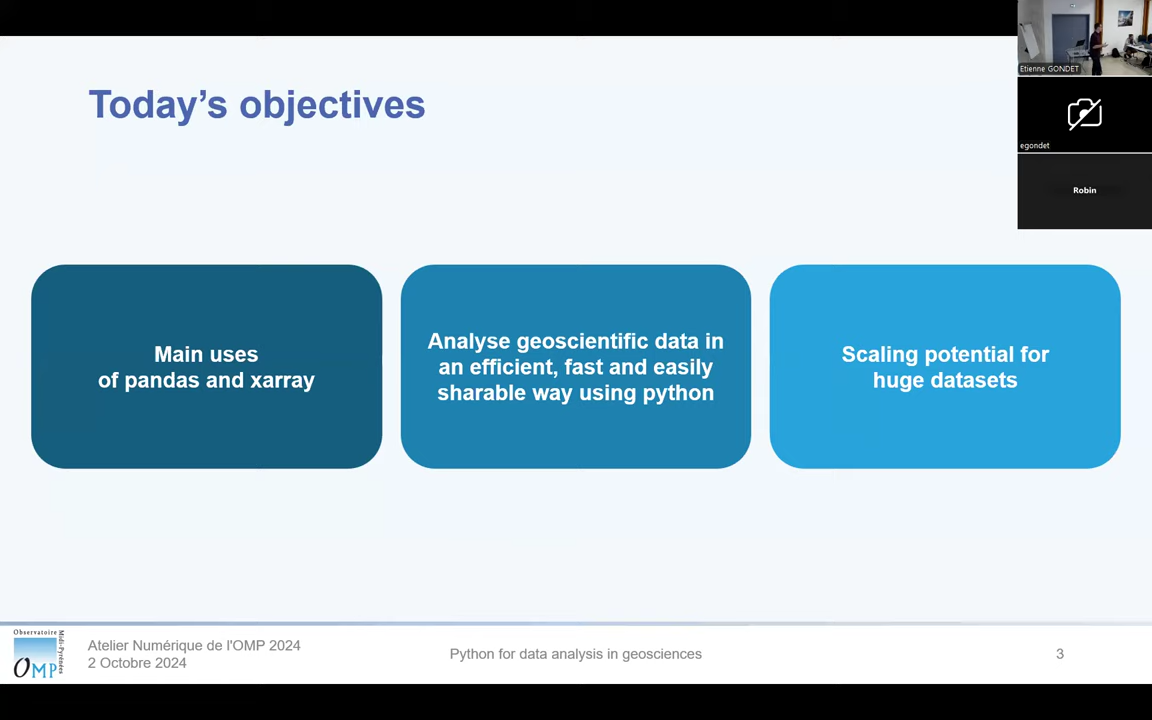 Today's objectives
Etienne GONDET
egondet
Robin
Main uses
of pandas and xarray
Analyse geoscientific data in
an efficient, fast and easily
sharable way using python
Scaling potential for
huge datasets
Observatoire
Midi-Pyrénées
OMP
Atelier Numérique de l'OMP 2024
2 Octobre 2024
Python for data analysis in geosciences
3